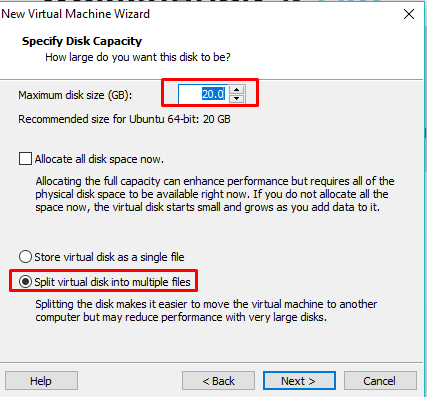 New Virtual Machine Wizard
Specify Disk Capacity
How large do you want this disk to be?
Maximum disk size (GB): 20.0
Recommended size for Ubuntu 64-bit: 20 GB
Allocate all disk space now.
Allocating the full capacity can enhance performance but requires all of the
physical disk space to be available right now. If you do not allocate all the
space now, the virtual disk starts small and grows as you add data to it.
Store virtual disk as a single file
Split virtual disk into multiple files
Splitting the disk makes it easier to move the virtual machine to another
computer but may reduce performance with very large disks.
Help < Back Next > Cancel